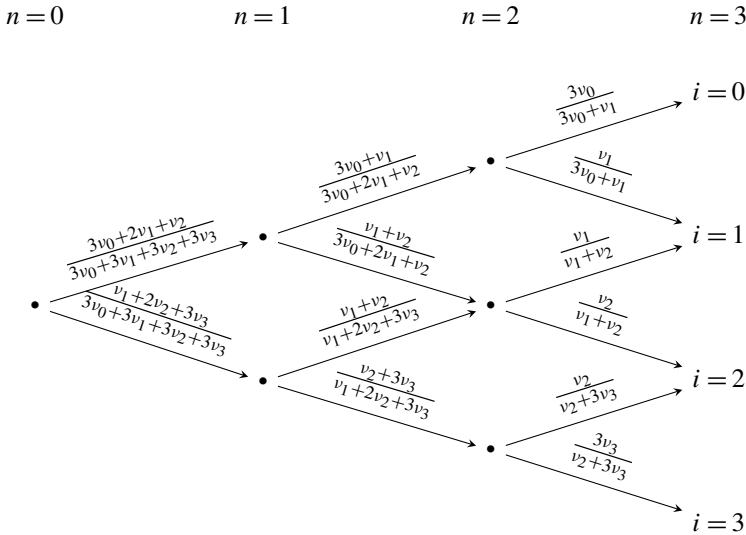 n = 0 n = 1 n = 2 n = 3
i = 0
3ν₀/(3ν₀+ν₁)
(3ν₀+ν₁)/(3ν₀+2ν₁+ν₂)
ν₁/(3ν₀+ν₁)
(3ν₀+2ν₁+ν₂)/(3ν₀+3ν₁+3ν₂+3ν₃)
(ν₁+ν₂)/(3ν₀+2ν₁+ν₂)
ν₁/(ν₁+ν₂)
i = 1
(ν₁+2ν₂+3ν₃)/(3ν₀+3ν₁+3ν₂+3ν₃)
(ν₁+ν₂)/(ν₁+2ν₂+3ν₃)
ν₂/(ν₁+ν₂)
(ν₂+3ν₃)/(ν₁+2ν₂+3ν₃)
ν₂/(ν₂+3ν₃)
i = 2
3ν₃/(ν₂+3ν₃)
i = 3